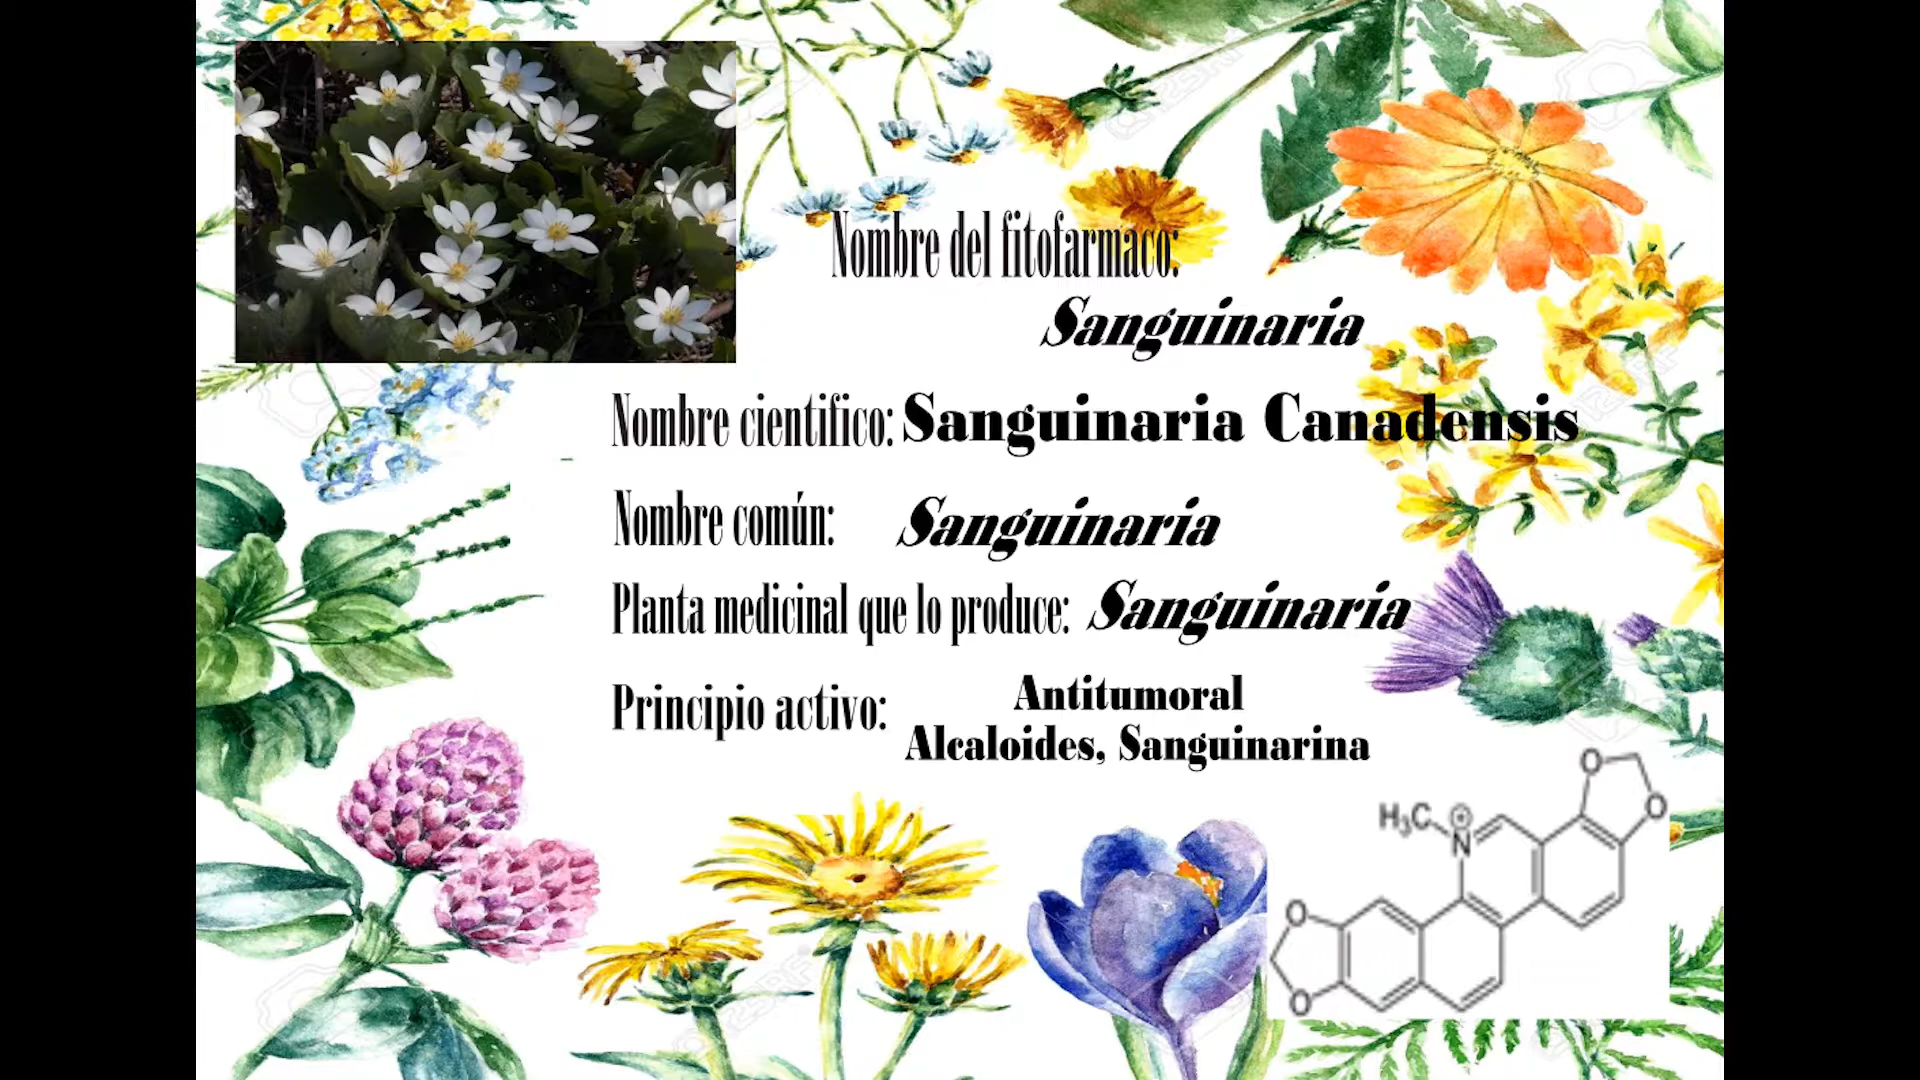 Nombre del fitofarmaco:
Sanguinaria
Nombre cientifico: Sanguinaria Canadensis
Nombre común: Sanguinaria
Planta medicinal que lo produce: Sanguinaria
Principio activo: Antitumoral
Alcaloides, Sanguinarina
O
H₃C N⊕ O
O
O